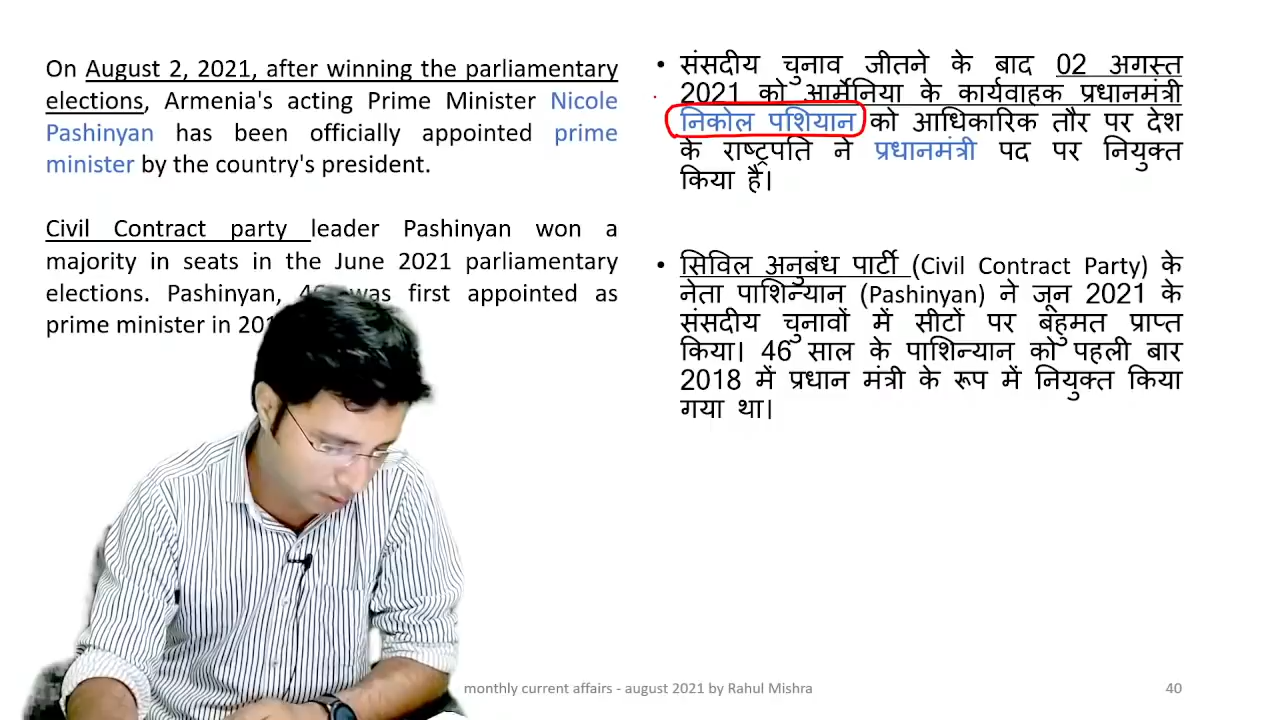 On August 2, 2021, after winning the parliamentary
elections, Armenia's acting Prime Minister Nicole
Pashinyan has been officially appointed prime
minister by the country's president.
Civil Contract party leader Pashinyan won a
majority in seats in the June 2021 parliamentary
elections. Pashinyan, was first appointed as
prime minister in
• संसदीय चुनाव जीतने के बाद 02 अगस्त
2021 को आर्मेनिया के कार्यवाहक प्रधानमंत्री
निकोल पशियान को आधिकारिक तौर पर देश
के राष्ट्रपति ने प्रधानमंत्री पद पर नियुक्त
किया है।
• सिविल अनुबंध पार्टी (Civil Contract Party) के
नेता पाशिन्यान (Pashinyan) ने जून 2021 के
संसदीय चुनावों में सीटों पर बहुमत प्राप्त
किया। 46 साल के पाशिन्यान को पहली बार
2018 में प्रधान मंत्री के रूप में नियुक्त किया
गया था।
monthly current affairs - august 2021 by Rahul Mishra
40